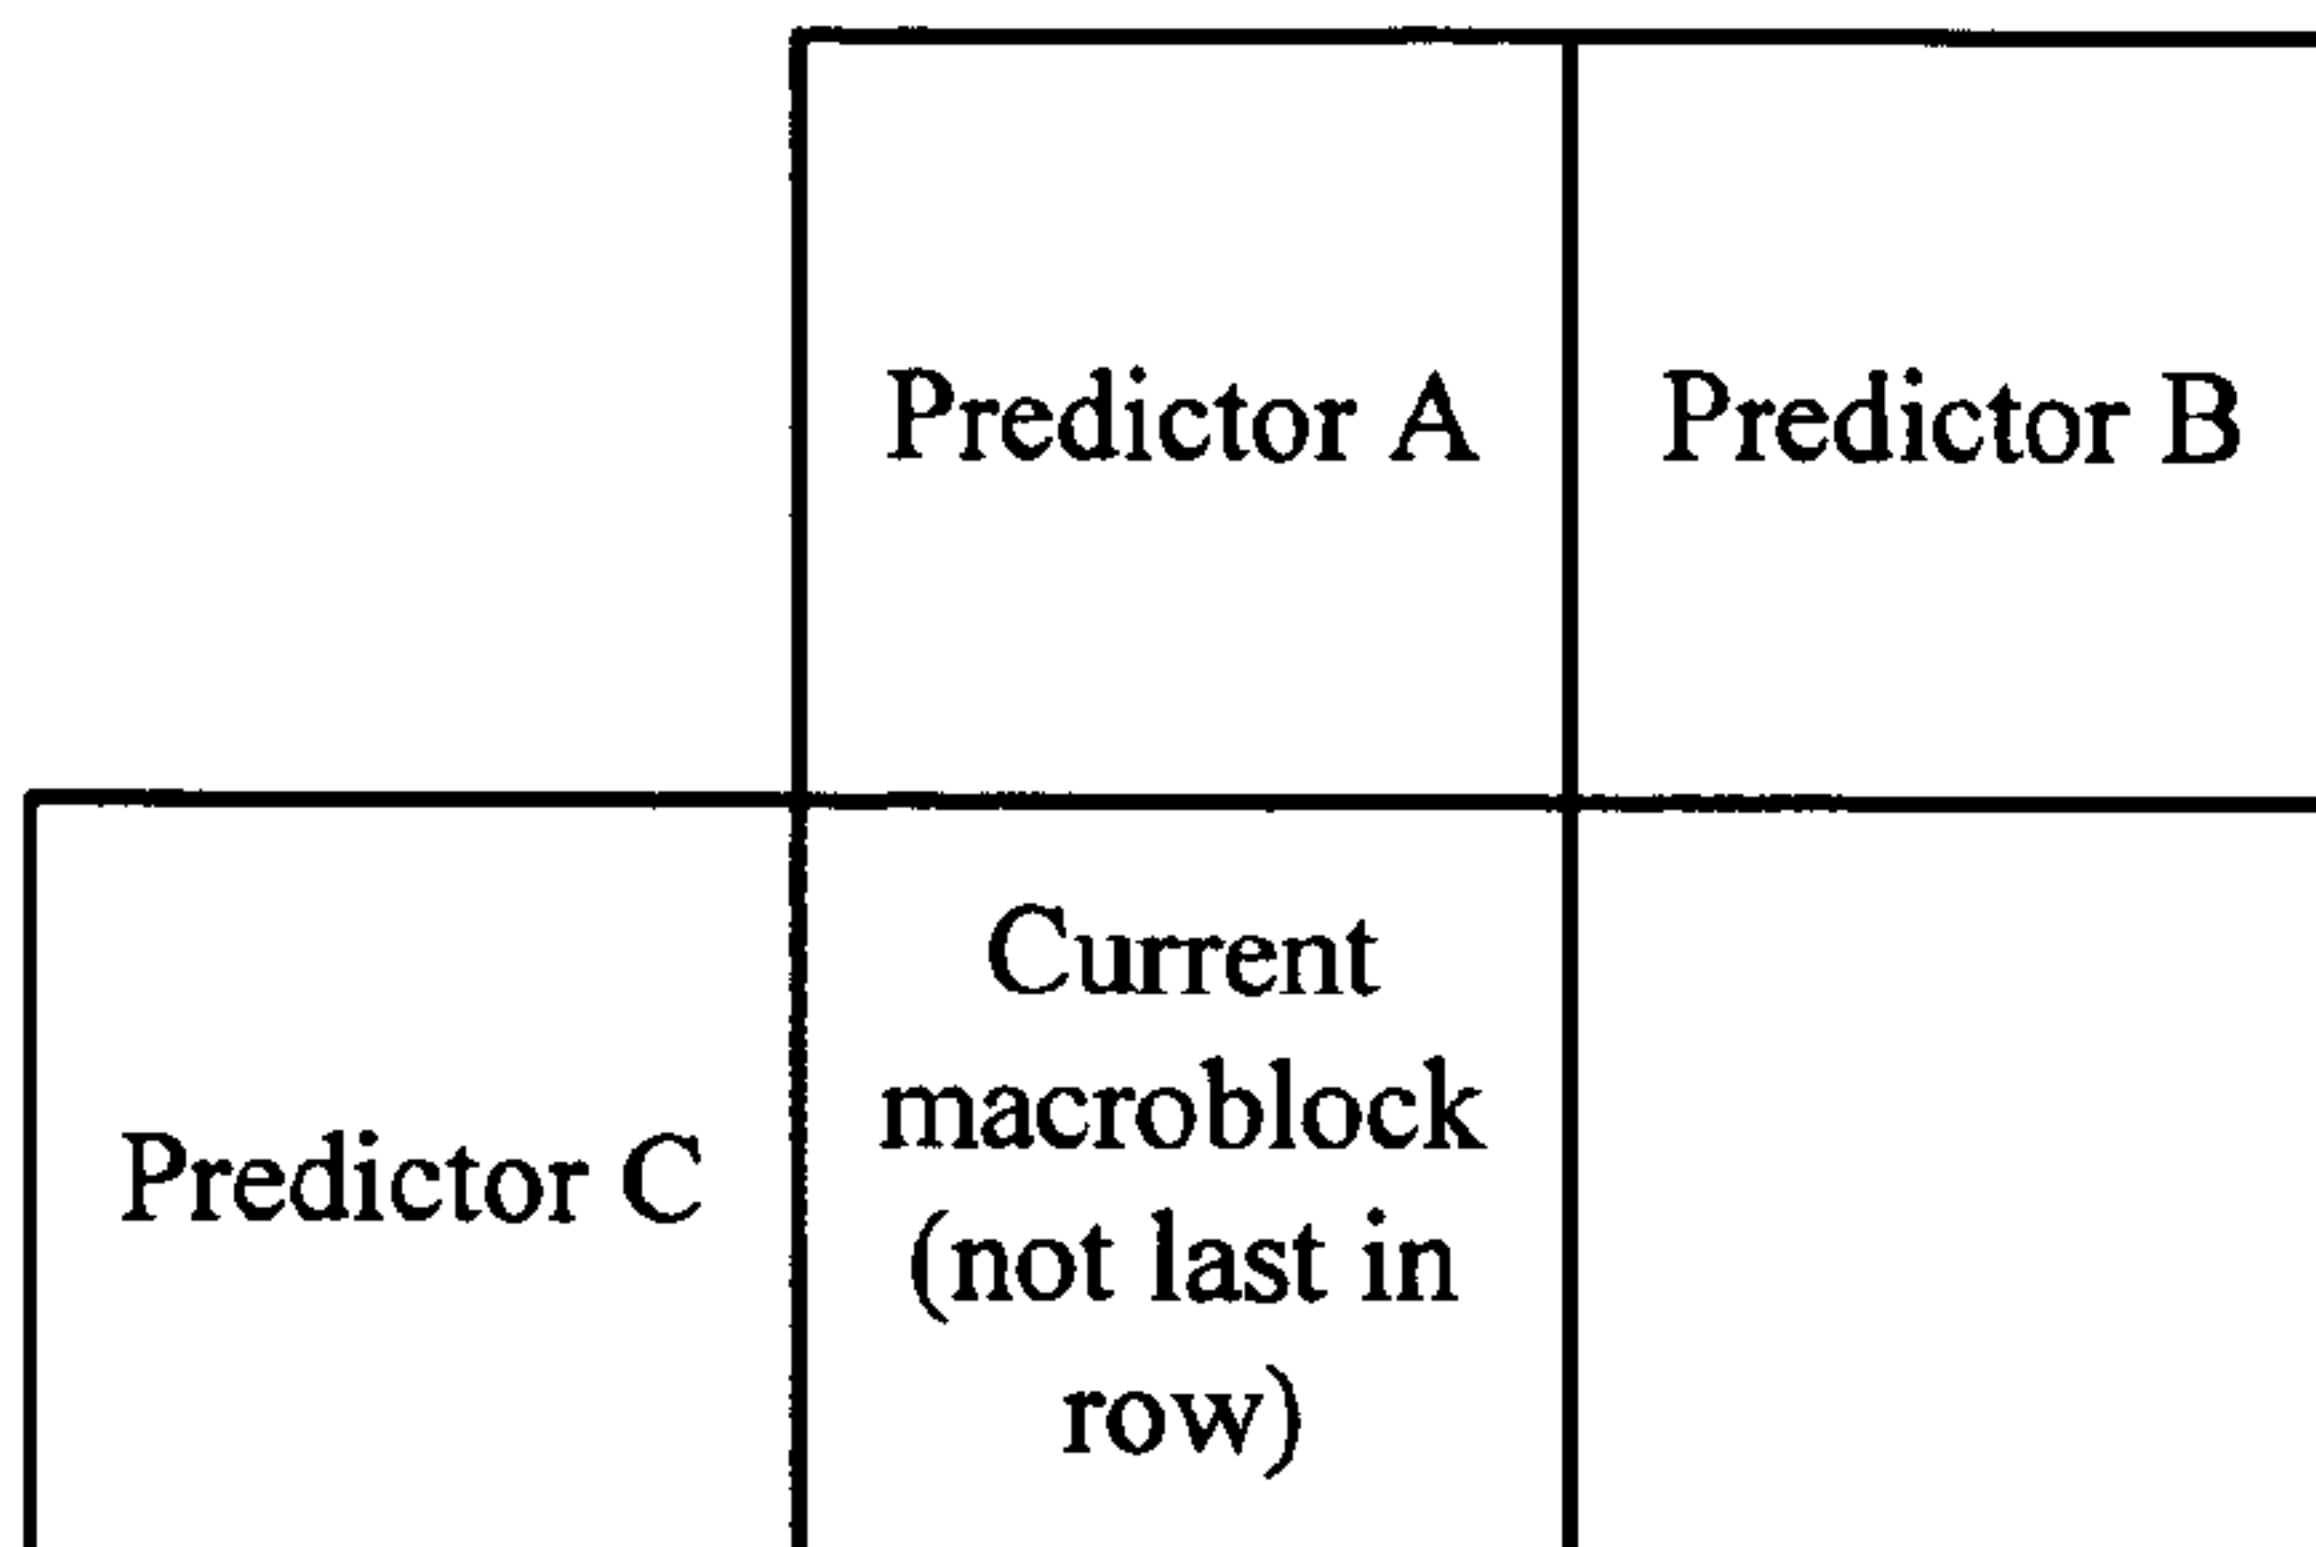 Predictor A
Predictor B
Predictor C
Current
macroblock
(not last in
row)